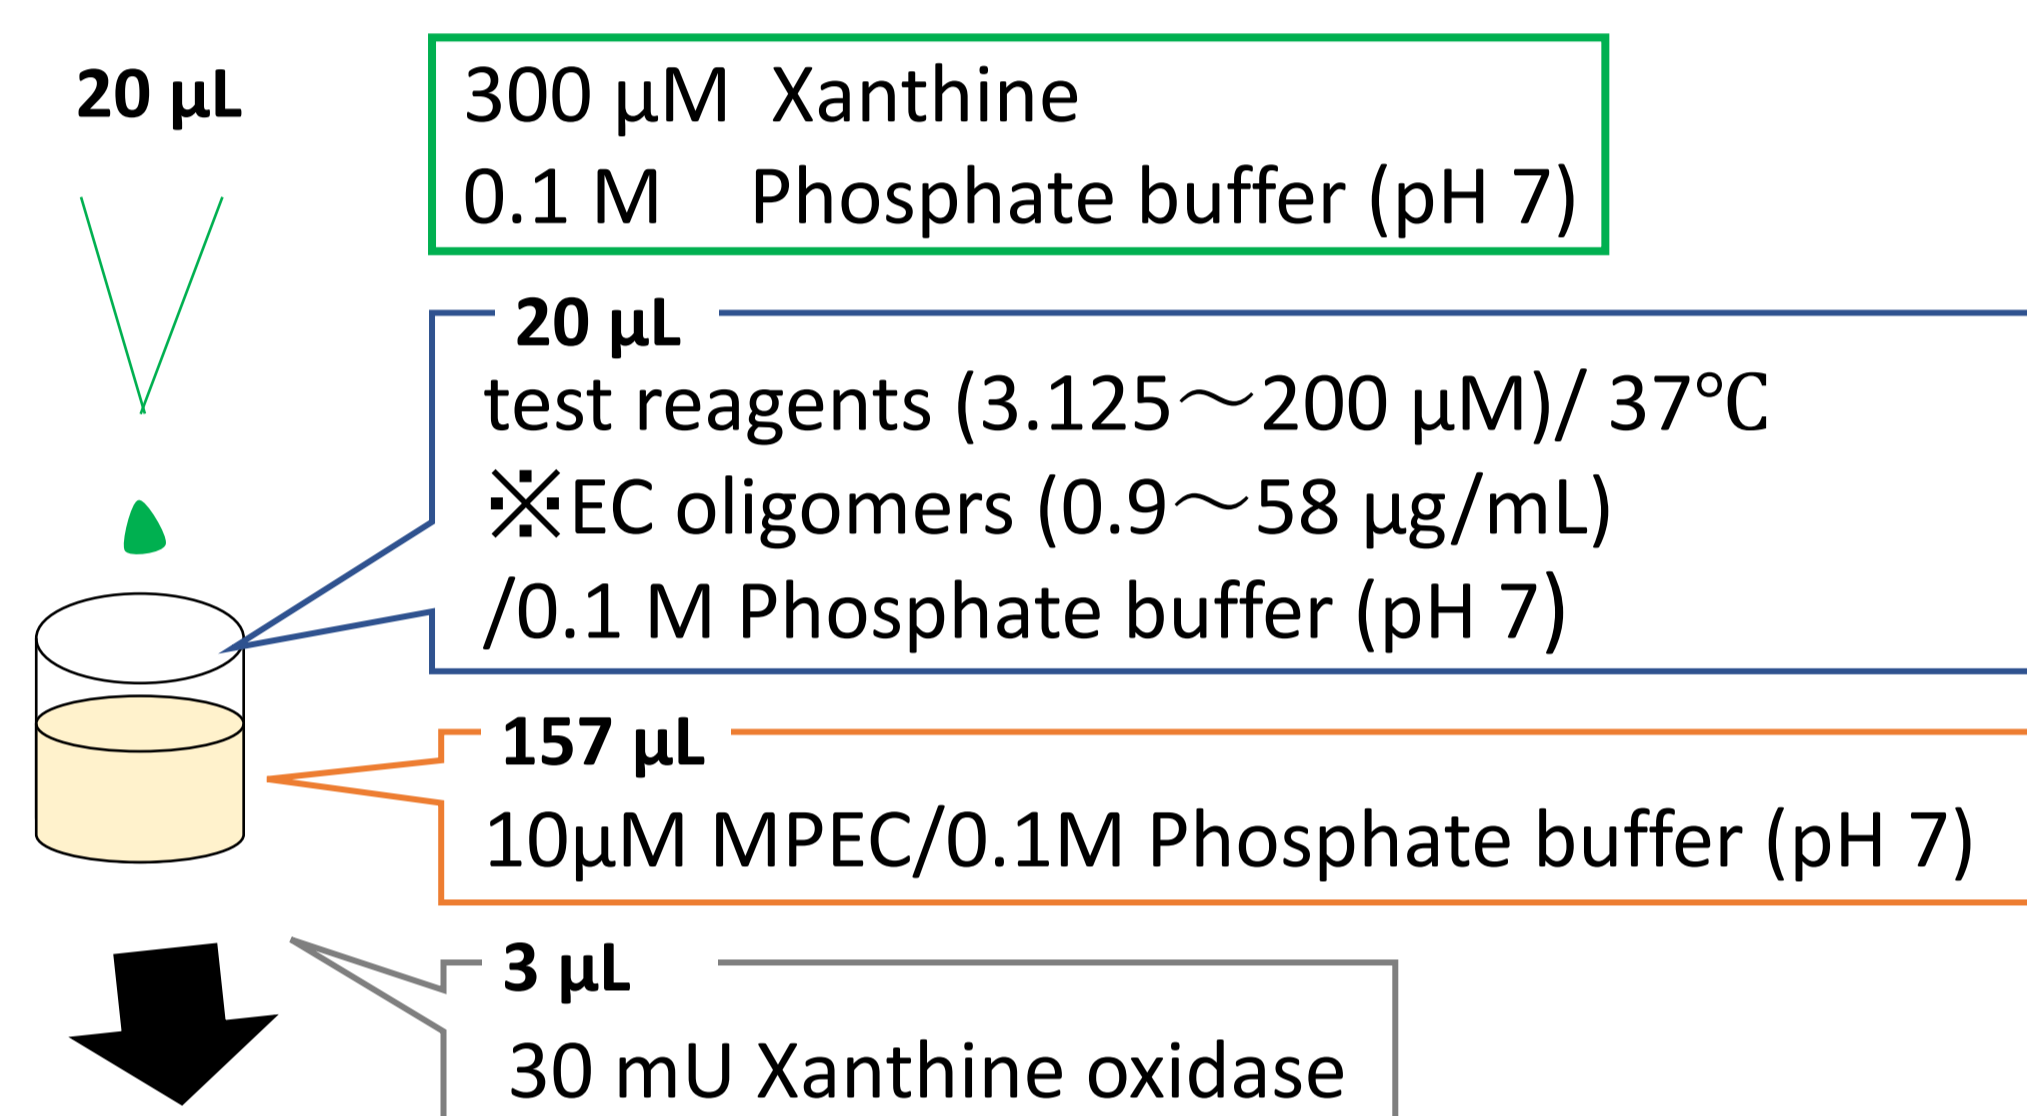 20 µL
300 µM Xanthine
0.1 M Phosphate buffer (pH 7)
20 µL
test reagents (3.125～200 µM)/ 37℃
※EC oligomers (0.9～58 µg/mL)
/0.1 M Phosphate buffer (pH 7)
157 µL
10µM MPEC/0.1M Phosphate buffer (pH 7)
3 µL
30 mU Xanthine oxidase